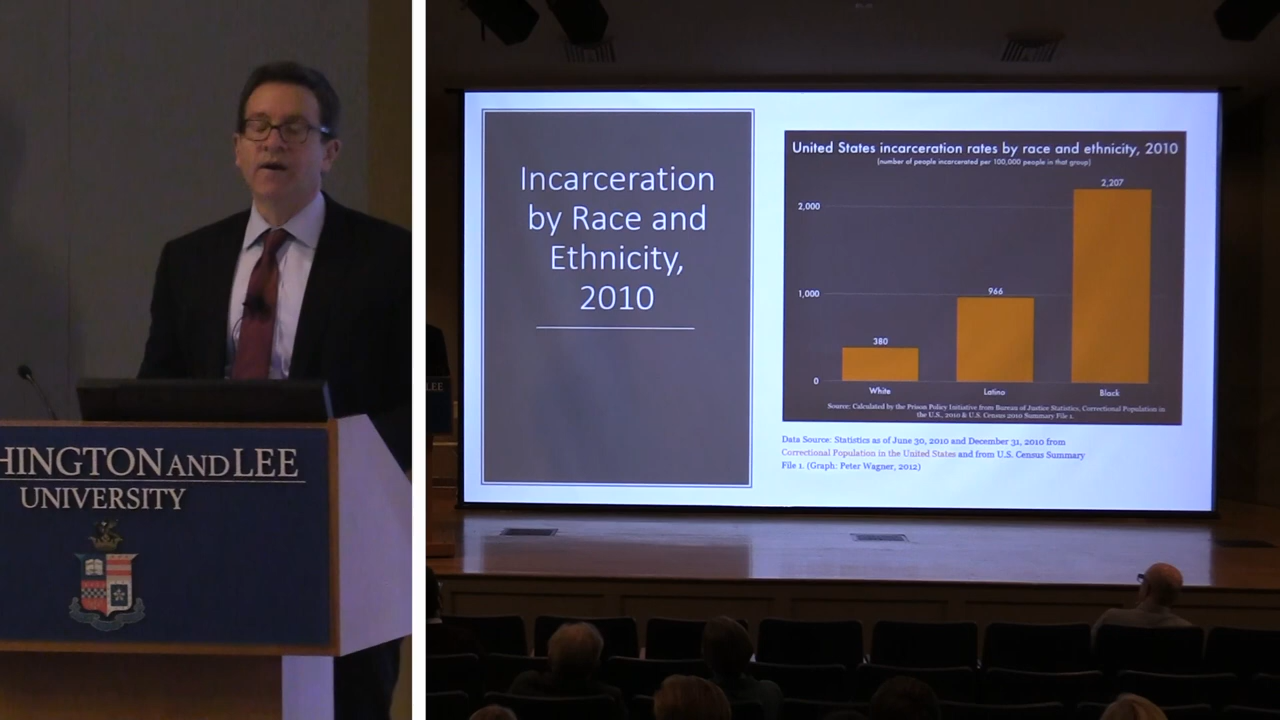 HINGTON AND LEE
UNIVERSITY
LEE
Incarceration
by Race and
Ethnicity,
2010
United States incarceration rates by race and ethnicity, 2010
(number of people incarcerated per 100,000 people in that group)
2,000
1,000
0
380
966
2,207
White
Latino
Black
Source: Calculated by the Prison Policy Initiative from Bureau of Justice Statistics, Correctional Population in
the U.S., 2010 & U.S. Census 2010 Summary File 1.
Data Source: Statistics as of June 30, 2010 and December 31, 2010 from
Correctional Population in the United States and from U.S. Census Summary
File 1. (Graph: Peter Wagner, 2012)